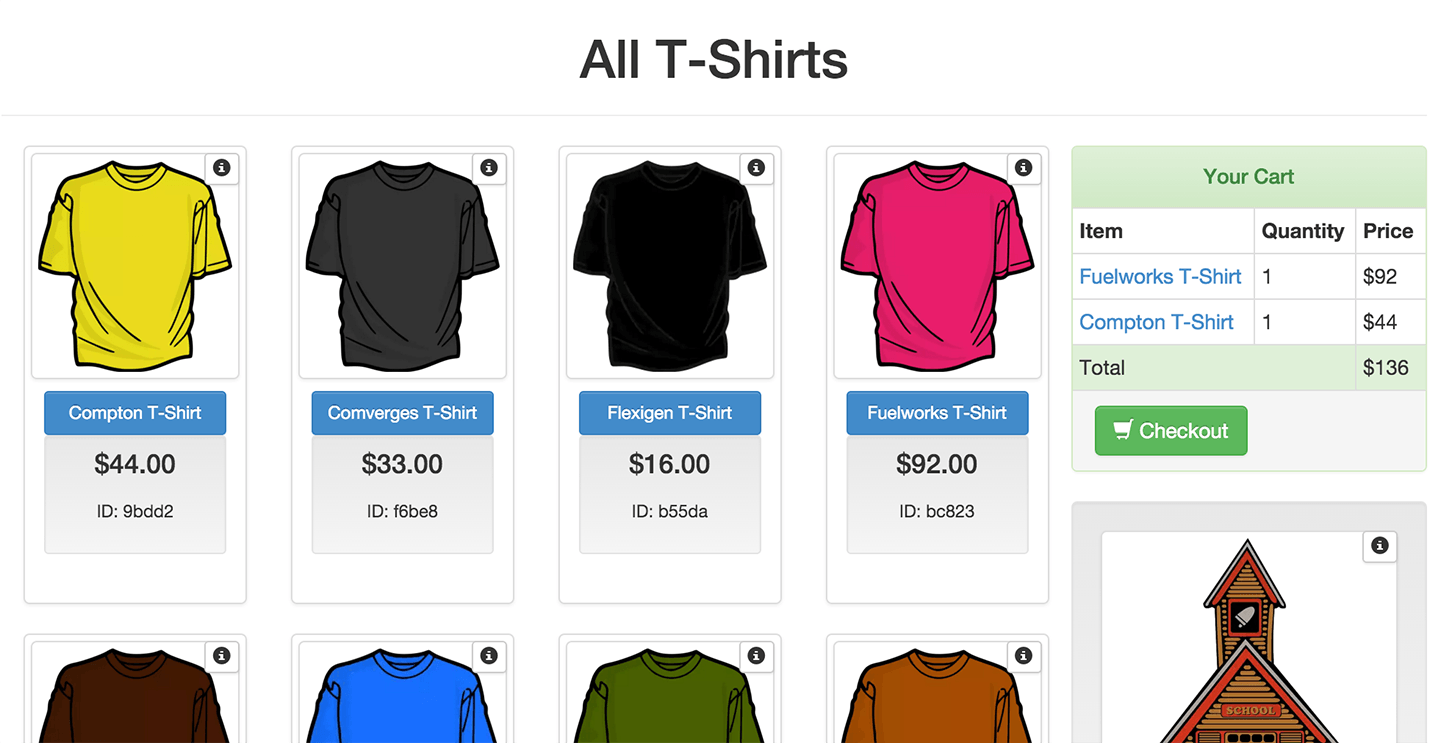 All T-Shirts
Compton T-Shirt
$44.00
ID: 9bdd2
Comverges T-Shirt
$33.00
ID: f6be8
Flexigen T-Shirt
$16.00
ID: b55da
Fuelworks T-Shirt
$92.00
ID: bc823
Your Cart
Item Quantity Price
Fuelworks T-Shirt 1 $92
Compton T-Shirt 1 $44
Total $136
Checkout
SCHOOL